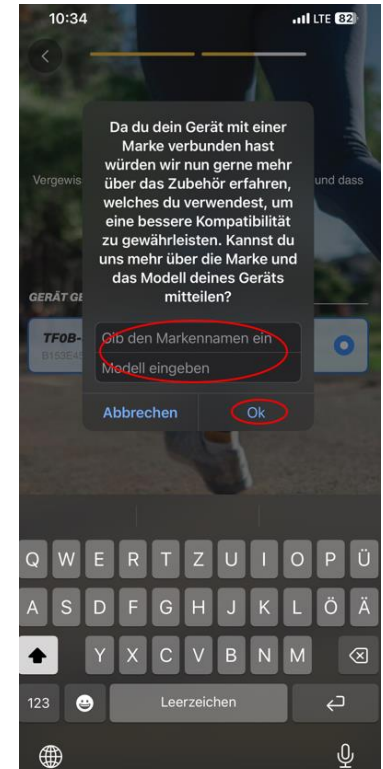 10:34
LTE 82
Da du dein Gerät mit einer
Marke verbunden hast
würden wir nun gerne mehr
Vergewis
über das Zubehör erfahren,
und dass
welches du verwendest, um
eine bessere Kompatibilität
zu gewährleisten. Kannst du
uns mehr über die Marke und
das Modell deines Geräts
mitteilen?
GERÄT GE
TF0B-
Gib den Markennamen ein
Modell eingeben
Abbrechen Ok
Q W E R T Z U I O P Ü
A S D F G H J K L Ö Ä
Y X C V B N M
123 Leerzeichen